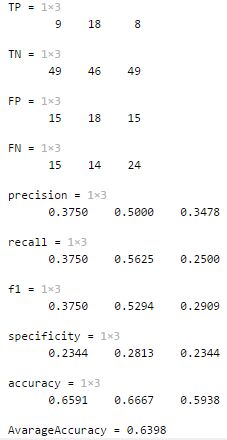 TP = 1×3
9 18 8
TN = 1×3
49 46 49
FP = 1×3
15 18 15
FN = 1×3
15 14 24
precision = 1×3
0.3750 0.5000 0.3478
recall = 1×3
0.3750 0.5625 0.2500
f1 = 1×3
0.3750 0.5294 0.2909
specificity = 1×3
0.2344 0.2813 0.2344
accuracy = 1×3
0.6591 0.6667 0.5938
AvarageAccuracy = 0.6398